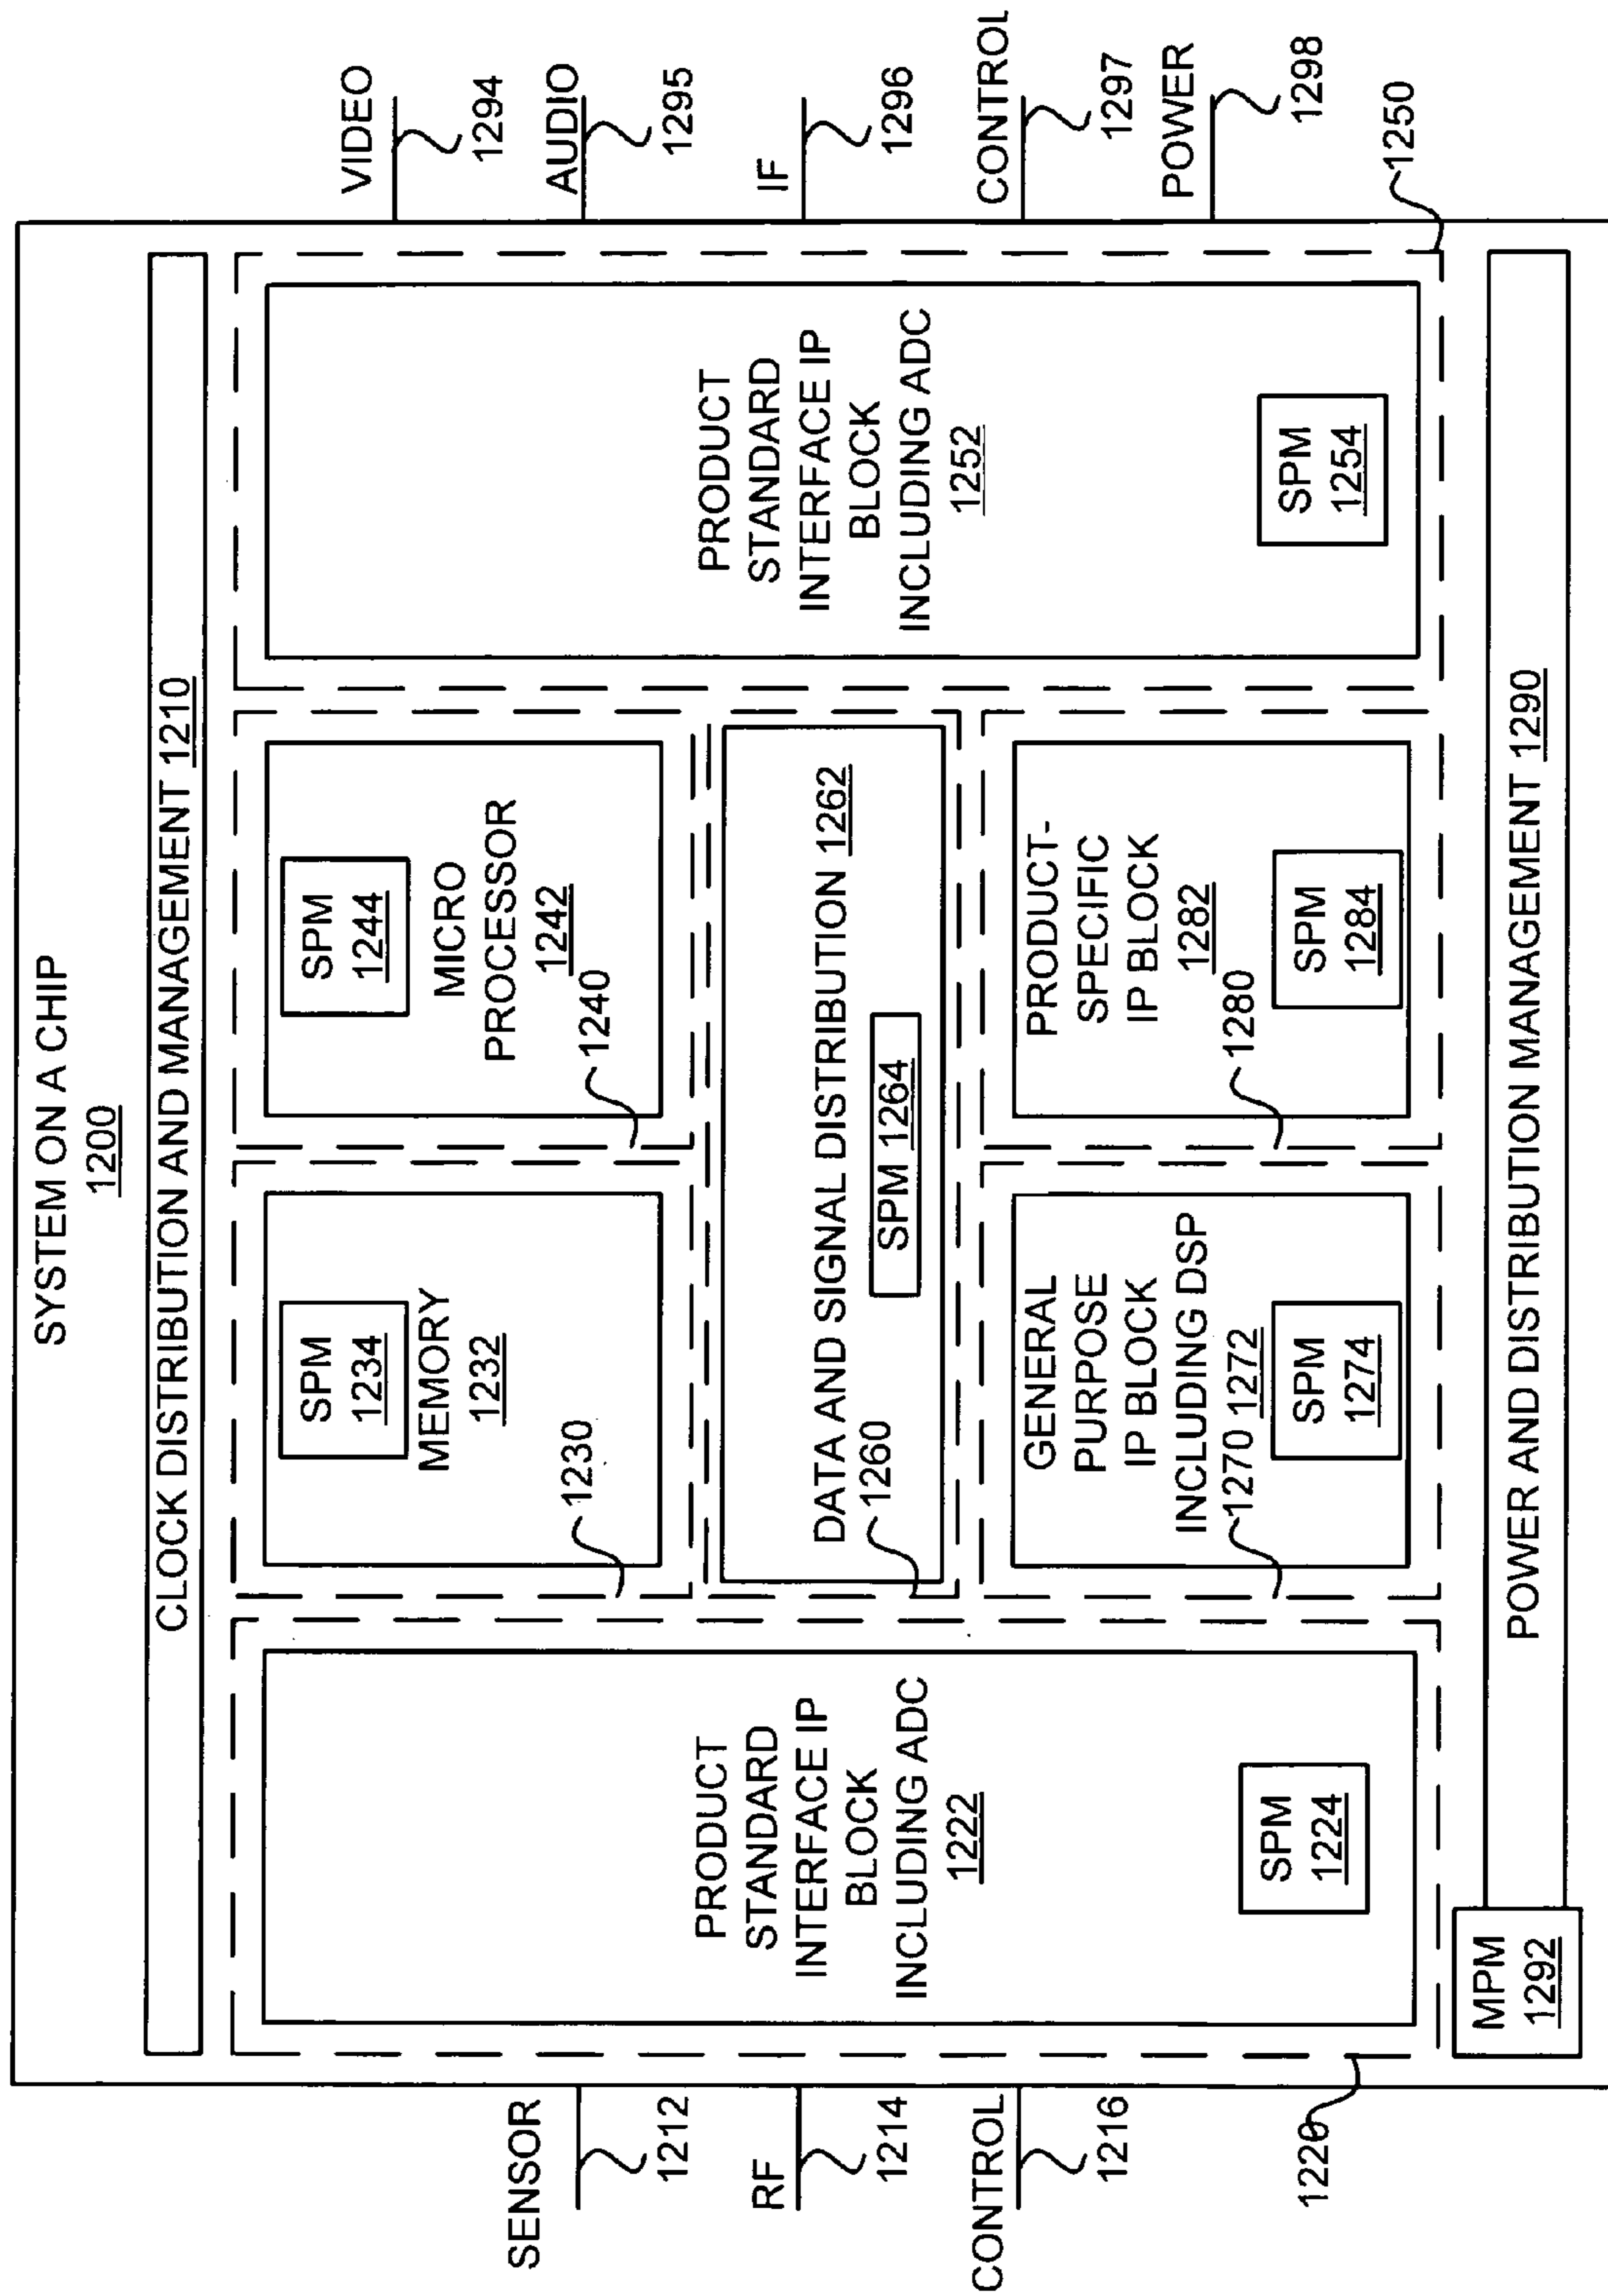 SYSTEM ON A CHIP
1200
CLOCK DISTRIBUTION AND MANAGEMENT 1210
SENSOR
1212
RF
1214
CONTROL
1216
1220
PRODUCT
STANDARD
INTERFACE IP
BLOCK
INCLUDING ADC
1222
SPM
1224
SPM
1234
MEMORY
1232
1230
SPM
1244
MICRO
PROCESSOR
1242
1240
DATA AND SIGNAL DISTRIBUTION 1262
1260
SPM 1264
GENERAL
PURPOSE
IP BLOCK
INCLUDING DSP
1270 1272
SPM
1274
PRODUCT-
SPECIFIC
IP BLOCK
1282
1280
SPM
1284
PRODUCT
STANDARD
INTERFACE IP
BLOCK
INCLUDING ADC
1252
SPM
1254
VIDEO
1294
AUDIO
1295
IF
1296
CONTROL
1297
POWER
1298
1250
MPM
1292
POWER AND DISTRIBUTION MANAGEMENT 1290